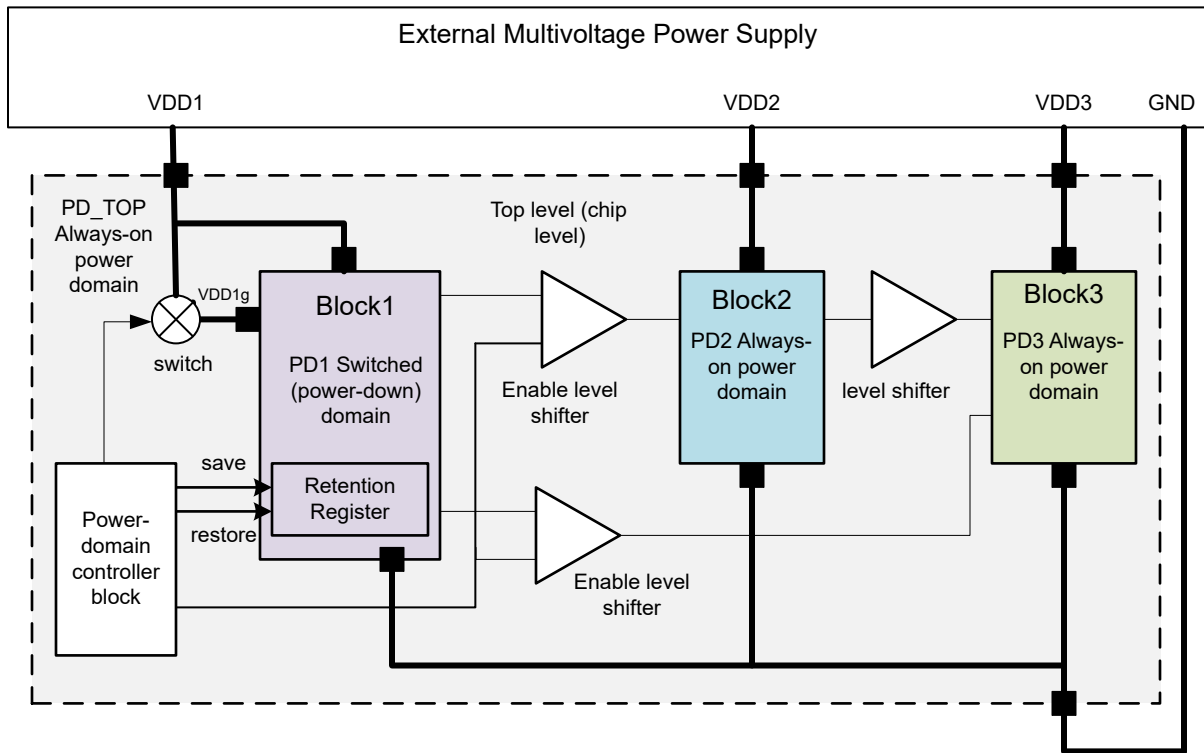 External Multivoltage Power Supply
VDD1
VDD2
VDD3
GND
PD_TOP
Always-on
power
domain
Top level (chip
level)
VDD1g
switch
Block1
PD1 Switched
(power-down)
domain
Enable level
shifter
Block2
PD2 Always-
on power
domain
level shifter
Block3
PD3 Always-
on power
domain
save
restore
Retention
Register
Power-
domain
controller
block
Enable level
shifter